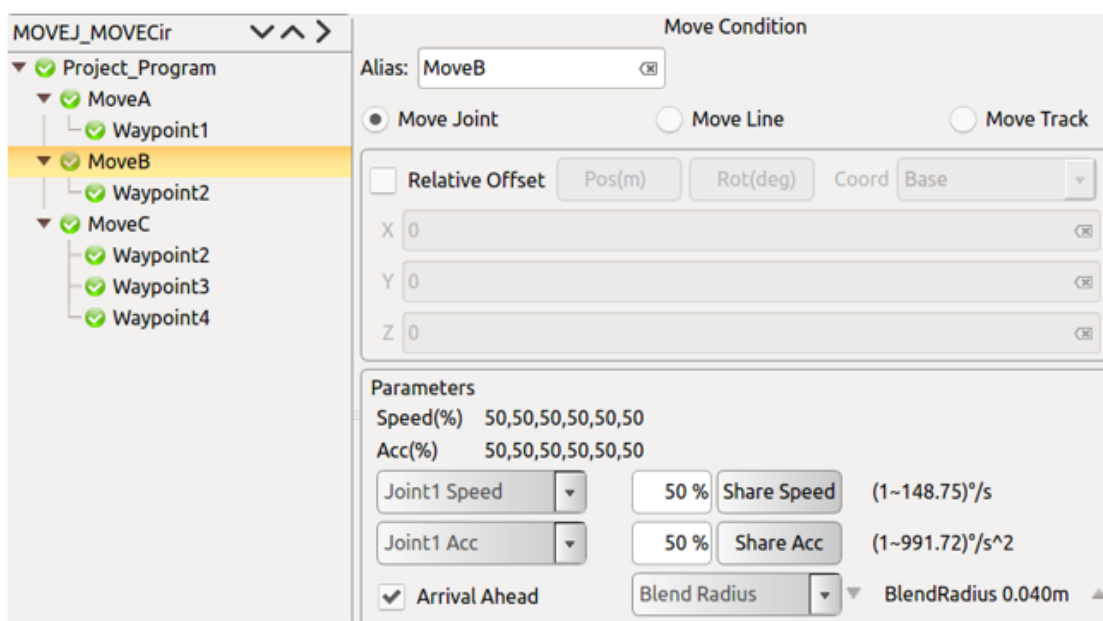 MOVEJ_MOVECir
Project_Program
MoveA
Waypoint1
MoveB
Waypoint2
MoveC
Waypoint2
Waypoint3
Waypoint4
Move Condition
Alias: MoveB
Move Joint Move Line Move Track
Relative Offset Pos(m) Rot(deg) Coord Base
X 0
Y 0
Z 0
Parameters
Speed(%) 50,50,50,50,50,50
Acc(%) 50,50,50,50,50,50
Joint1 Speed 50 % Share Speed (1~148.75)°/s
Joint1 Acc 50 % Share Acc (1~991.72)°/s^2
Arrival Ahead Blend Radius BlendRadius 0.040m